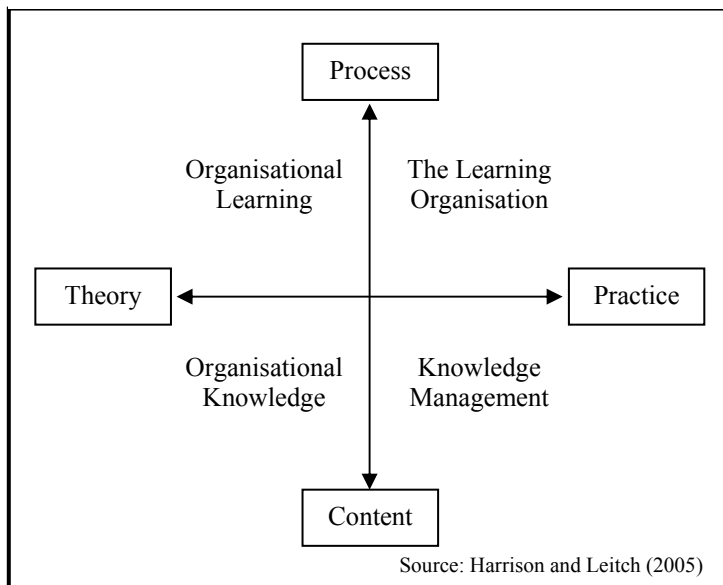 Process
Organisational
Learning
The Learning
Organisation
Theory
Practice
Organisational
Knowledge
Knowledge
Management
Content
Source: Harrison and Leitch (2005)